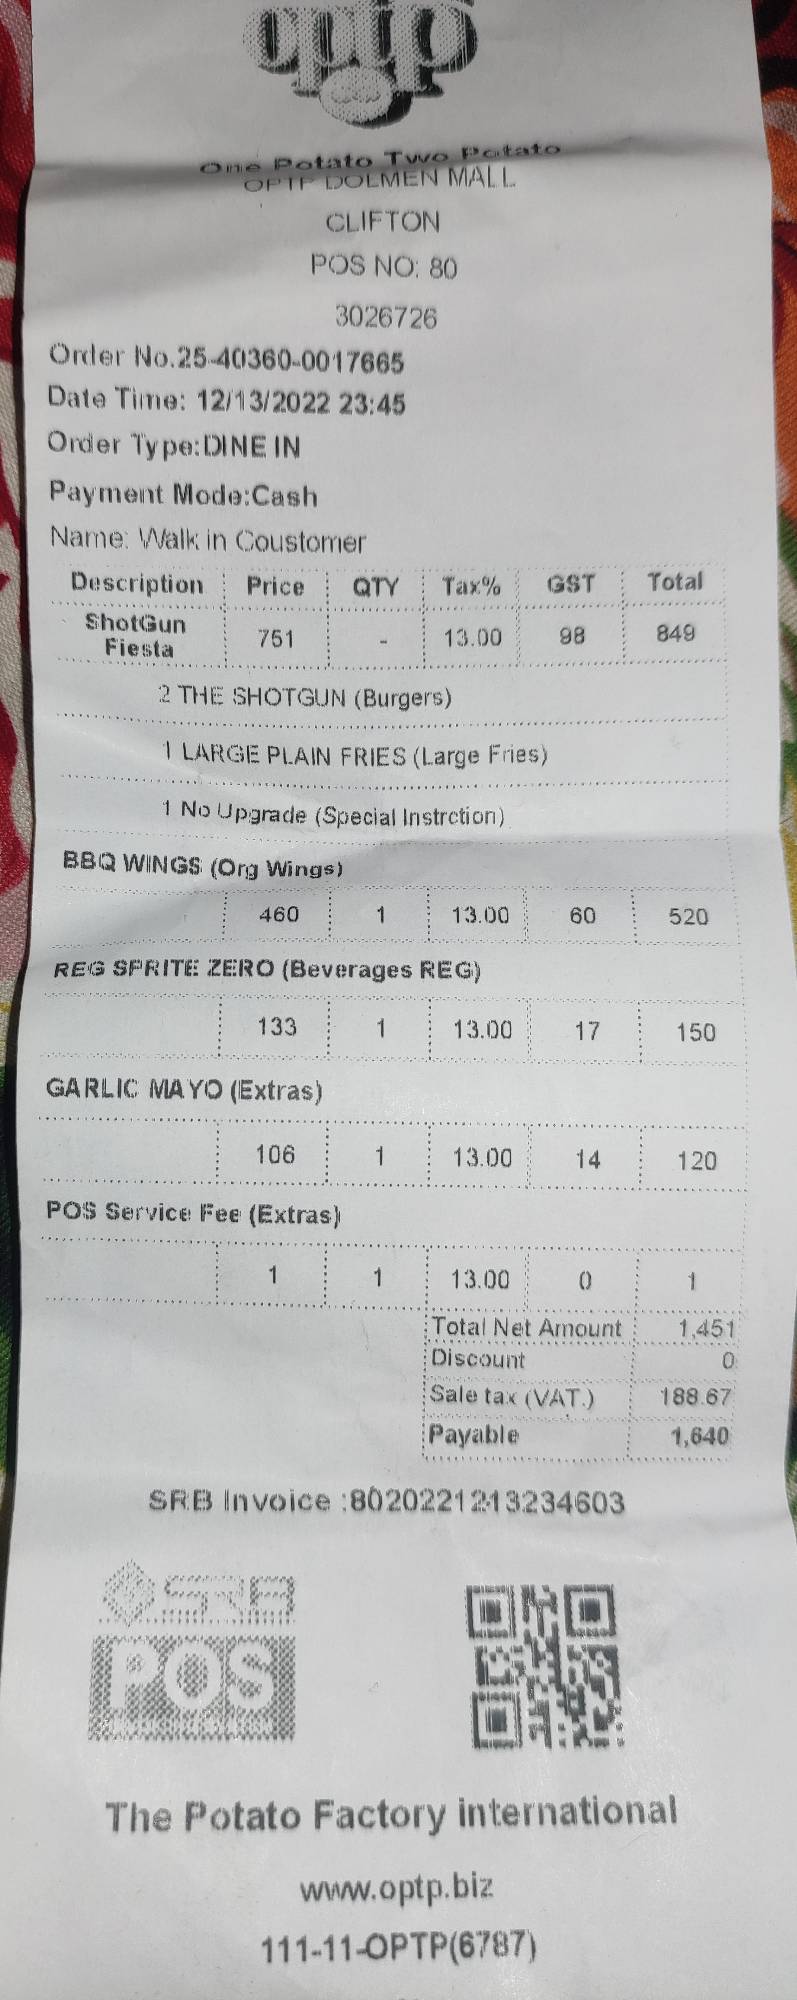 optp
One Potato Two Potato
OPTP DOLMEN MALL
CLIFTON
POS NO: 80
3026726
Order No.25-40360-0017665
Date Time: 12/13/2022 23:45
Order Type:DINE IN
Payment Mode:Cash
Name: Walk in Coustomer
Description Price QTY Tax% GST Total
ShotGun Fiesta 751 - 13.00 98 849
2 THE SHOTGUN (Burgers)
1 LARGE PLAIN FRIES (Large Fries)
1 No Upgrade (Special Instrction)
BBQ WINGS (Org Wings)
460 1 13.00 60 520
REG SPRITE ZERO (Beverages REG)
133 1 13.00 17 150
GARLIC MAYO (Extras)
106 1 13.00 14 120
POS Service Fee (Extras)
1 1 13.00 0 1
Total Net Amount 1,451
Discount 0
Sale tax (VAT.) 188.67
Payable 1,640
SRB Invoice :8020221213234603
SRB
POS
The Potato Factory international
www.optp.biz
111-11-OPTP(6787)